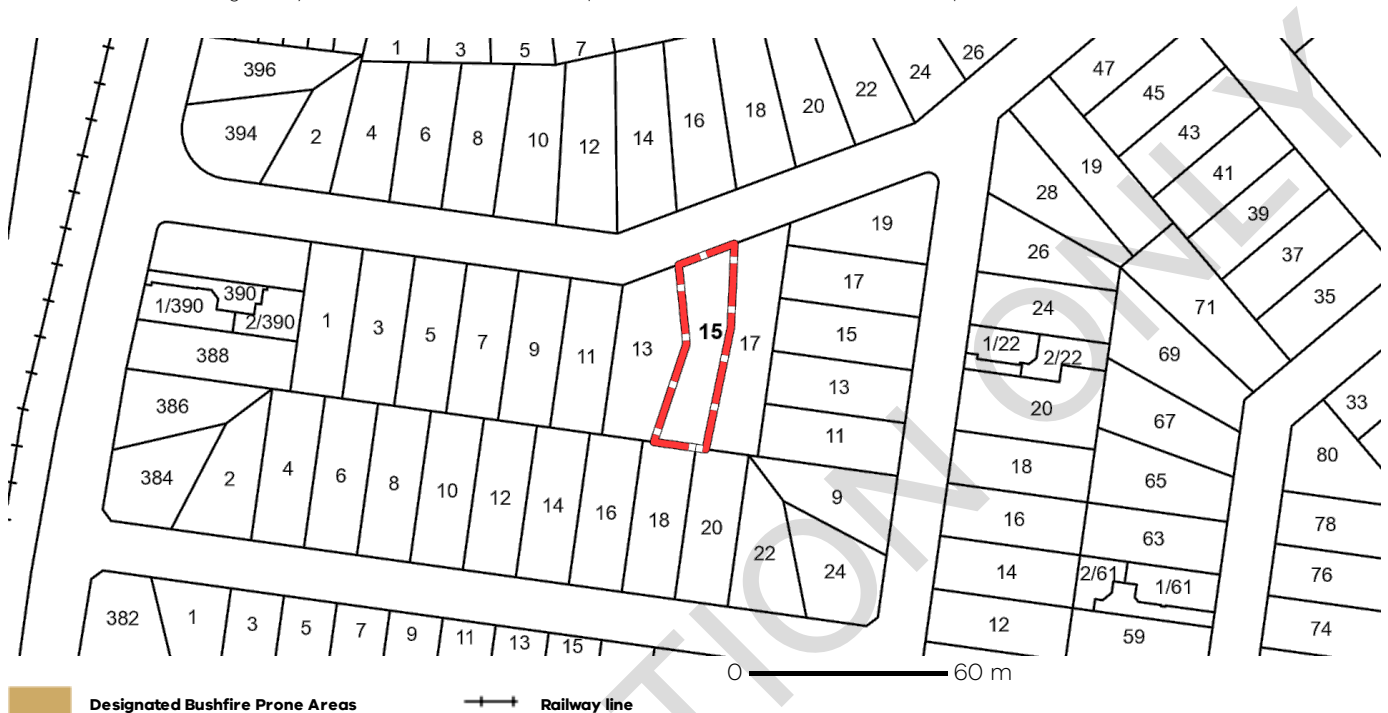 1 3 5 7 26
396 24 47
22 45
16 18 20
394 2 4 6 8 10 12 14 43
19 41
28
39
19 26 37
17 24 35
390
1/390 2/390 1 3 5 7 9 11 13 15 17 15 71
388 1/22 2/22 69
386 13 20 67 33
11
384 2 4 6 8 10 12 14 16 18 20 22 9 18 65 80
24 16 63 78
14 2/61 1/61 76
382 1 3 5 7 9 11 13 15 12 59 74
0 60 m
Designated Bushfire Prone Areas Railway line
TION ONLY